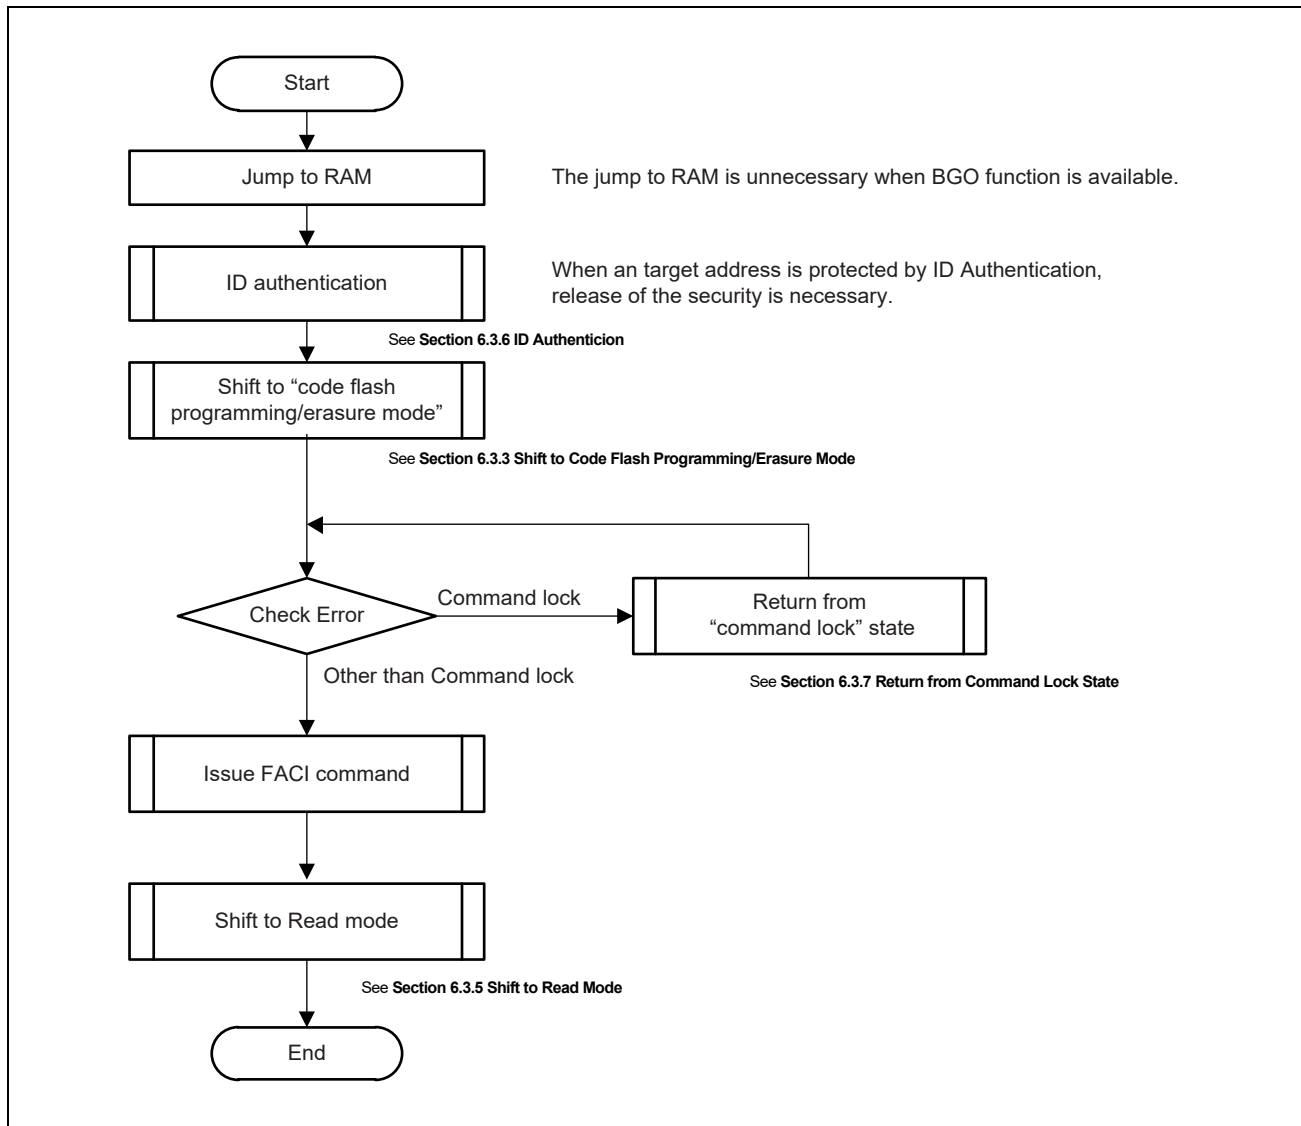 Start
Jump to RAM
The jump to RAM is unnecessary when BGO function is available.
ID authentication
When an target address is protected by ID Authentication,
release of the security is necessary.
See Section 6.3.6 ID Authenticion
Shift to “code flash
programming/erasure mode”
See Section 6.3.3 Shift to Code Flash Programming/Erasure Mode
Check Error
Command lock
Return from
“command lock” state
Other than Command lock
See Section 6.3.7 Return from Command Lock State
Issue FACI command
Shift to Read mode
See Section 6.3.5 Shift to Read Mode
End